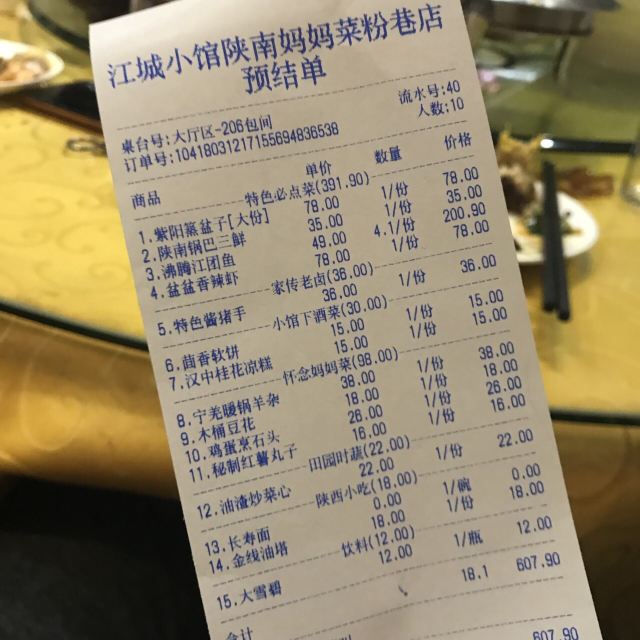 江城小馆陕南妈妈菜粉巷店
预结单
流水号:40
桌台号:大厅区-206包间 人数:10
订单号:10418031217155694836538
商品 单价 数量 价格
特色必点菜(391.90)
1.紫阳蒸盆子[大份] 78.00 1/份 78.00
2.陕南锅巴三鲜 35.00 1/份 35.00
3.沸腾江团鱼 49.00 4.1/份 200.90
4.盆盆香辣虾 78.00 1/份 78.00
家传老卤(36.00)
5.特色酱猪手 36.00 1/份 36.00
小馆下酒菜(30.00)
6.茴香软饼 15.00 1/份 15.00
7.汉中桂花凉糕 15.00 1/份 15.00
怀念妈妈菜(98.00)
8.宁羌暖锅羊杂 38.00 1/份 38.00
9.木桶豆花 18.00 1/份 18.00
10.鸡蛋烹石头 26.00 1/份 26.00
11.秘制红薯丸子 16.00 1/份 16.00
田园时蔬(22.00)
12.油渣炒菜心 22.00 1/份 22.00
陕西小吃(18.00)
13.长寿面 0.00 1/碗 0.00
14.金线油塔 18.00 1/份 18.00
饮料(12.00)
15.大雪碧 12.00 1/瓶 12.00
合计 18.1 607.90
607.90